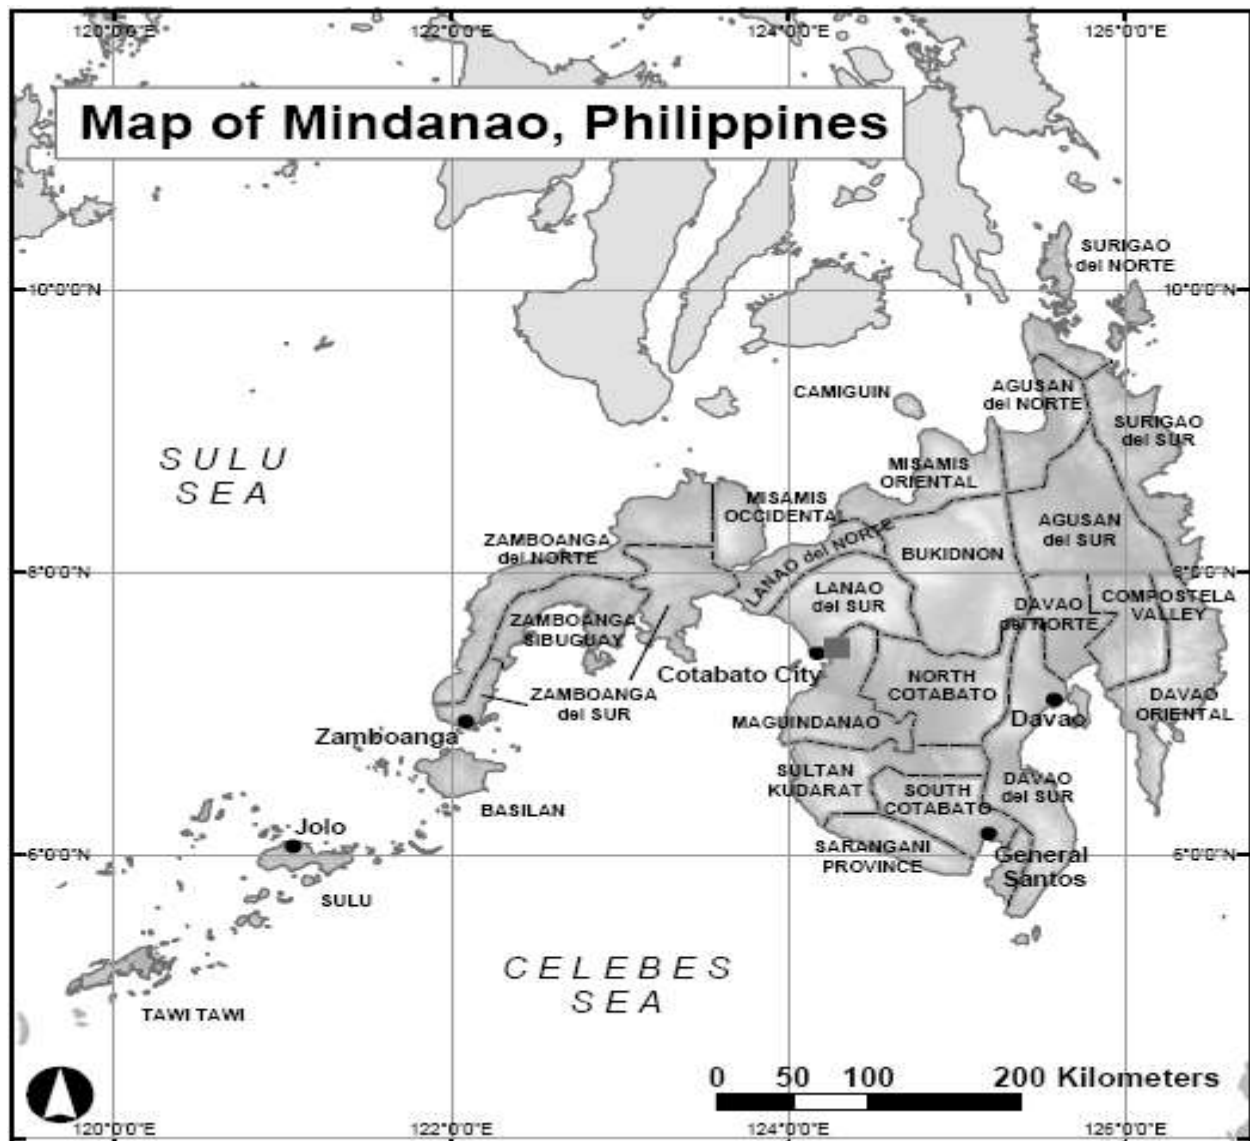 120°0'0"E
122°0'0"E
124°0'0"E
126°0'0"E
Map of Mindanao, Philippines
SURIGAO
del NORTE
10°0'0"N
10°0'0"N
CAMIGUIN
AGUSAN
del NORTE
SURIGAO
del SUR
SULU
SEA
MISAMIS
ORIENTAL
MISAMIS
OCCIDENTAL
ZAMBOANGA
del NORTE
LANAO del NORTE
BUKIDNON
AGUSAN
del SUR
8°0'0"N
8°0'0"N
LANAO
del SUR
DAVAO
del NORTE
COMPOSTELA
VALLEY
ZAMBOANGA
SIBUGUAY
Cotabato City
NORTH
COTABATO
ZAMBOANGA
del SUR
MAGUINDANAO
Davao
DAVAO
ORIENTAL
Zamboanga
SULTAN
KUDARAT
SOUTH
COTABATO
DAVAO
del SUR
BASILAN
Jolo
SARANGANI
PROVINCE
General
Santos
6°0'0"N
6°0'0"N
SULU
CELEBES
SEA
TAWI TAWI
0 50 100 200 Kilometers
120°0'0"E
122°0'0"E
124°0'0"E
126°0'0"E